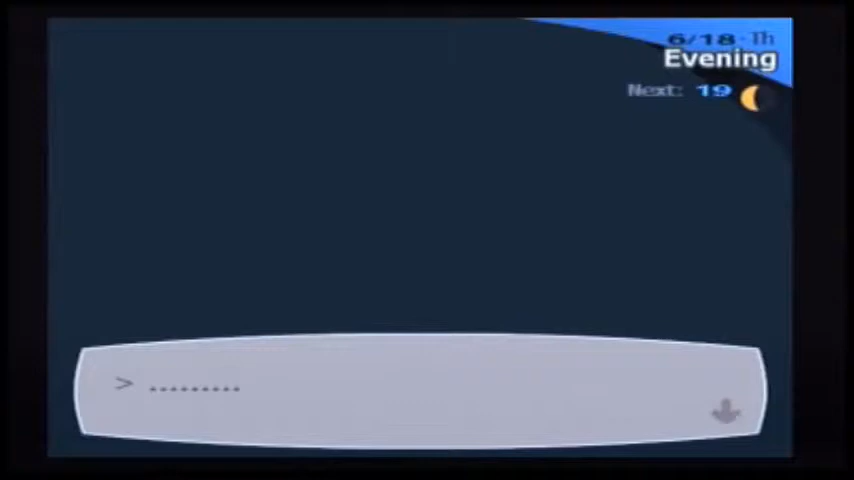 6/18 · Th
Evening
Next: 19
> .........